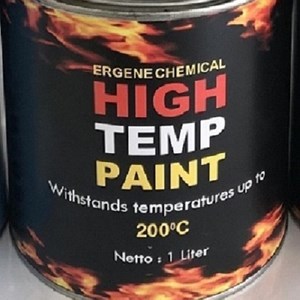 ERGENE CHEMICAL
HIGH
TEMP
PAINT
Withstands temperatures up to
200°C
Netto : 1 Liter